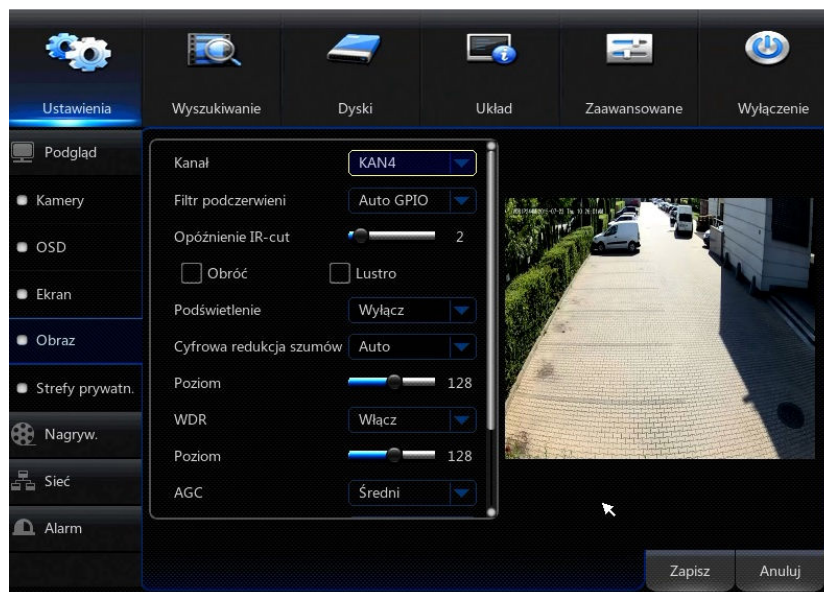 Ustawienia
Wyszukiwanie
Dyski
Układ
Zaawansowane
Wyłączenie
Podgląd
Kamery
OSD
Ekran
Obraz
Strefy prywatn.
Nagryw.
Sieć
Alarm
Kanał KAN4
Filtr podczerwieni Auto GPIO
Opóźnienie IR-cut 2
Obróć Lustro
Podświetlenie Wyłącz
Cyfrowa redukcja szumów Auto
Poziom 128
WDR Włącz
Poziom 128
AGC Średni
Zapisz Anuluj